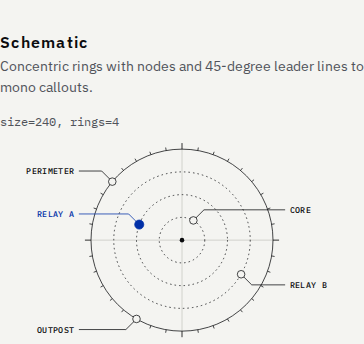 Schematic
Concentric rings with nodes and 45-degree leader lines to
mono callouts.
size=240, rings=4
PERIMETER
RELAY A
CORE
RELAY B
OUTPOST